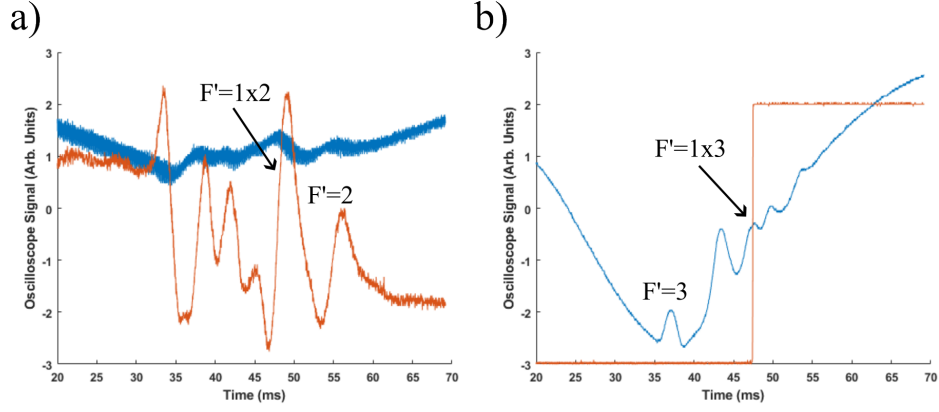 a)
3
2
1
0
-1
-2
-3
Oscilloscope Signal (Arb. Units)
F'=1x2
F'=2
20 25 30 35 40 45 50 55 60 65 70
Time (ms)
b)
3
2
1
0
-1
-2
-3
Oscilloscope Signal (Arb. Units)
F'=1x3
F'=3
20 25 30 35 40 45 50 55 60 65 70
Time (ms)